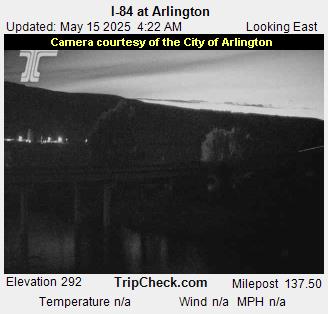 I-84 at Arlington
Updated: May 15 2025 4:22 AM Looking East
Camera courtesy of the City of Arlington
Elevation 292 TripCheck.com Milepost 137.50
Temperature n/a Wind n/a MPH n/a